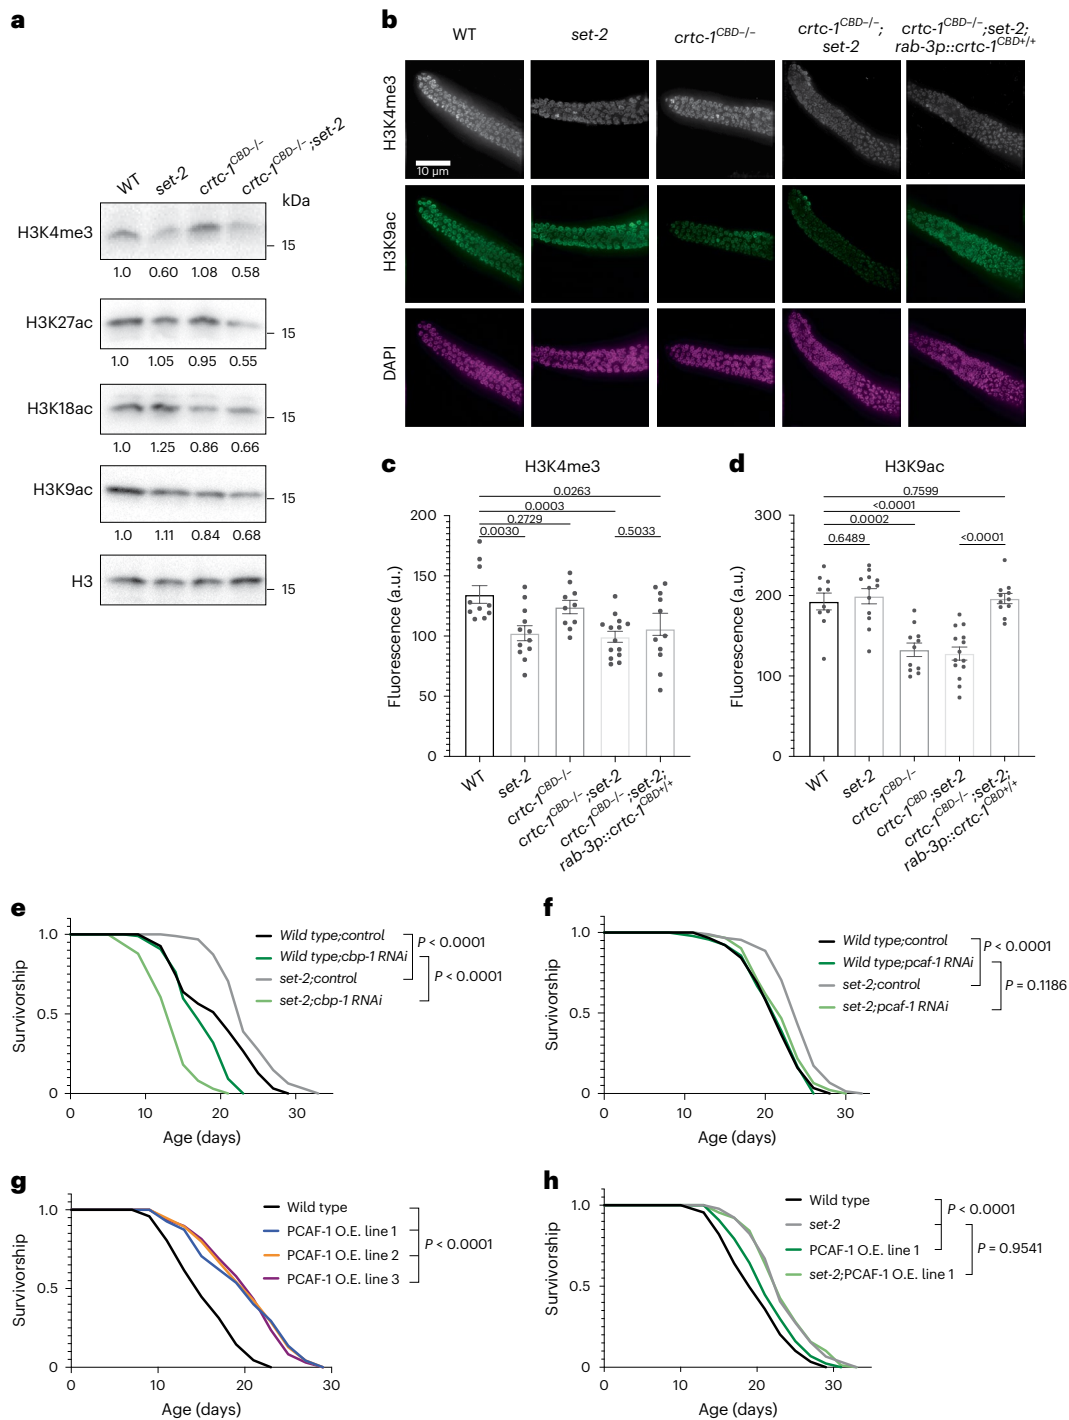 a
WT
set-2
crtc-1CBD−/−
crtc-1CBD−/−;set-2
kDa
H3K4me3
15
1.0 0.60 1.08 0.58
H3K27ac
15
1.0 1.05 0.95 0.55
H3K18ac
15
1.0 1.25 0.86 0.66
H3K9ac
15
1.0 1.11 0.84 0.68
H3
15
b
WT
set-2
crtc-1CBD−/−
crtc-1CBD−/−;
set-2
crtc-1CBD−/−;set-2;
rab-3p::crtc-1CBD+/+
H3K4me3
10 µm
H3K9ac
DAPI
c
H3K4me3
0.0263
0.0003
0.2729
0.0030
0.5033
Fluorescence (a.u.)
200
150
100
50
0
WT
set-2
crtc-1CBD−/−
crtc-1CBD−/−;set-2
crtc-1CBD−/−;set-2;
rab-3p::crtc-1CBD+/+
d
H3K9ac
0.7599
<0.0001
0.0002
0.6489
<0.0001
Fluorescence (a.u.)
300
200
100
0
WT
set-2
crtc-1CBD−/−
crtc-1CBD;set-2
crtc-1CBD−/−;set-2;
rab-3p::crtc-1CBD+/+
e
Survivorship
1.0
0.5
0
0 10 20 30
Age (days)
Wild type;control
Wild type;cbp-1 RNAi
set-2;control
set-2;cbp-1 RNAi
P < 0.0001
P < 0.0001
f
Survivorship
1.0
0.5
0
0 10 20 30
Age (days)
Wild type;control
Wild type;pcaf-1 RNAi
set-2;control
set-2;pcaf-1 RNAi
P < 0.0001
P = 0.1186
g
Survivorship
1.0
0.5
0
0 10 20 30
Age (days)
Wild type
PCAF-1 O.E. line 1
PCAF-1 O.E. line 2
PCAF-1 O.E. line 3
P < 0.0001
h
Survivorship
1.0
0.5
0
0 10 20 30
Age (days)
Wild type
set-2
PCAF-1 O.E. line 1
set-2;PCAF-1 O.E. line 1
P < 0.0001
P = 0.9541